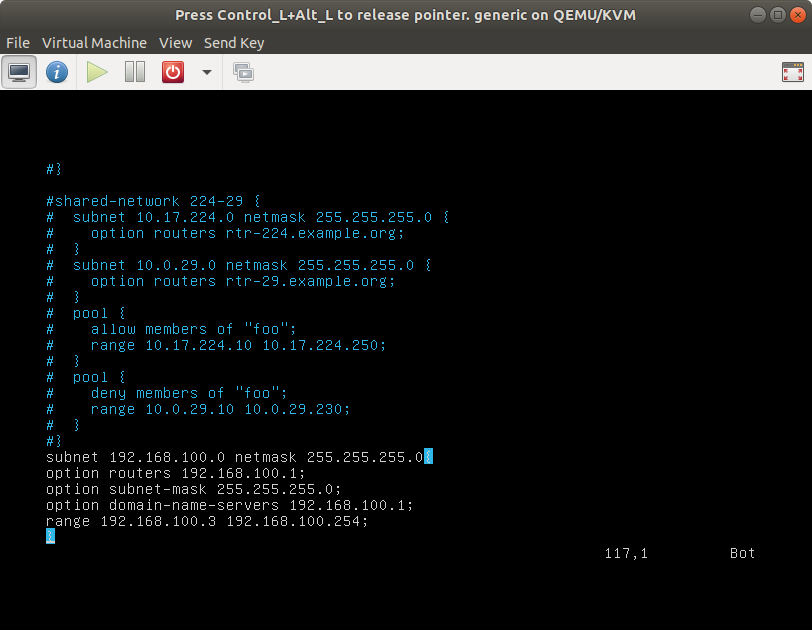 Press Control_L+Alt_L to release pointer. generic on QEMU/KVM
File Virtual Machine View Send Key
#}
#shared-network 224-29 {
#  subnet 10.17.224.0 netmask 255.255.255.0 {
#    option routers rtr-224.example.org;
#  }
#  subnet 10.0.29.0 netmask 255.255.255.0 {
#    option routers rtr-29.example.org;
#  }
#  pool {
#    allow members of "foo";
#    range 10.17.224.10 10.17.224.250;
#  }
#  pool {
#    deny members of "foo";
#    range 10.0.29.10 10.0.29.230;
#  }
#}
subnet 192.168.100.0 netmask 255.255.255.0{
option routers 192.168.100.1;
option subnet-mask 255.255.255.0;
option domain-name-servers 192.168.100.1;
range 192.168.100.3 192.168.100.254;
}
117,1 Bot